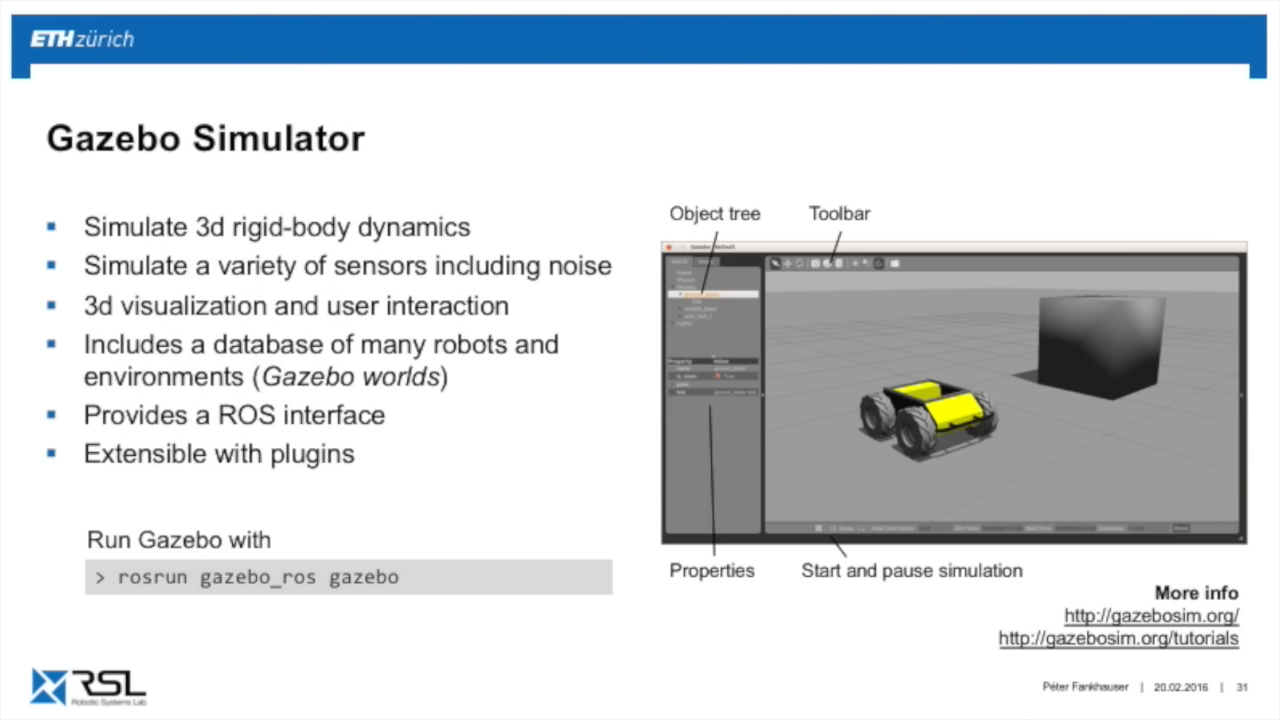 ETH zürich
Gazebo Simulator
Simulate 3d rigid-body dynamics
Simulate a variety of sensors including noise
3d visualization and user interaction
Includes a database of many robots and
environments (Gazebo worlds)
Provides a ROS interface
Extensible with plugins
Run Gazebo with
> rosrun gazebo_ros gazebo
Object tree
Toolbar
Property Value
Properties
Start and pause simulation
More info
http://gazebosim.org/
http://gazebosim.org/tutorials
RSL
Robotic Systems Lab
Péter Fankhauser | 20.02.2016 | 31